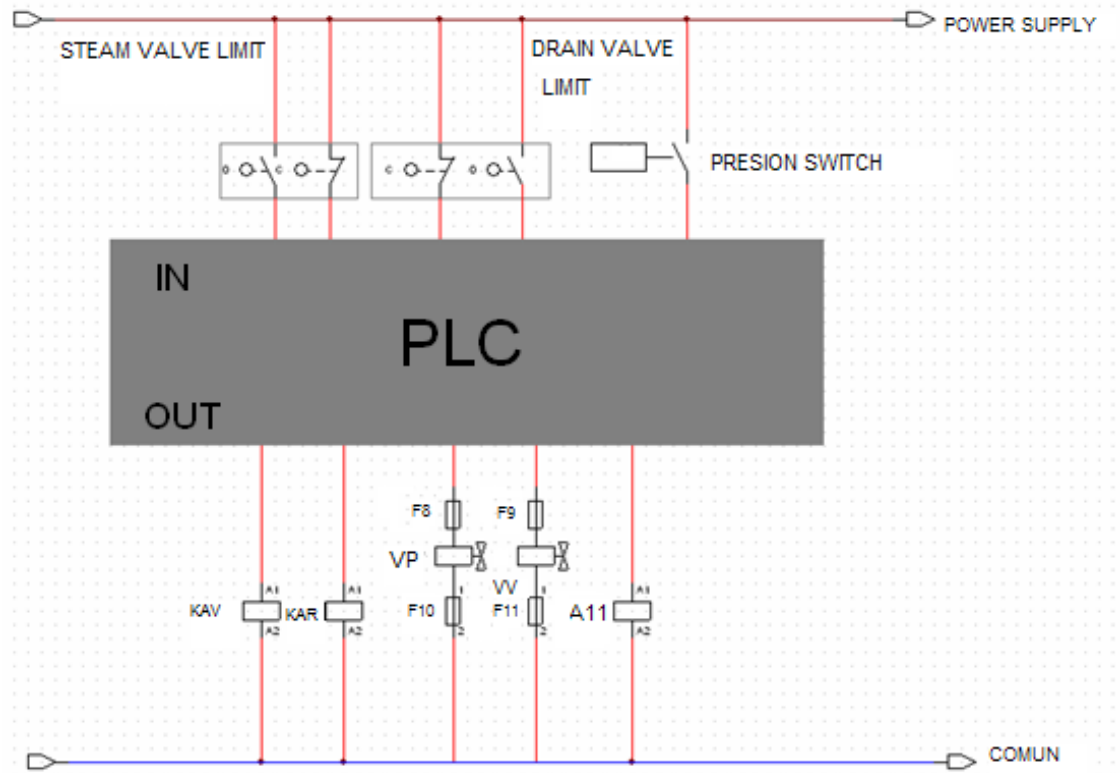 POWER SUPPLY
STEAM VALVE LIMIT
DRAIN VALVE
LIMIT
o
c
c
o
PRESION SWITCH
IN
PLC
OUT
F8
F9
VP
VV
1
1
A1
A1
A1
KAV
KAR
F10
F11
A11
2
2
A2
A2
A2
COMUN